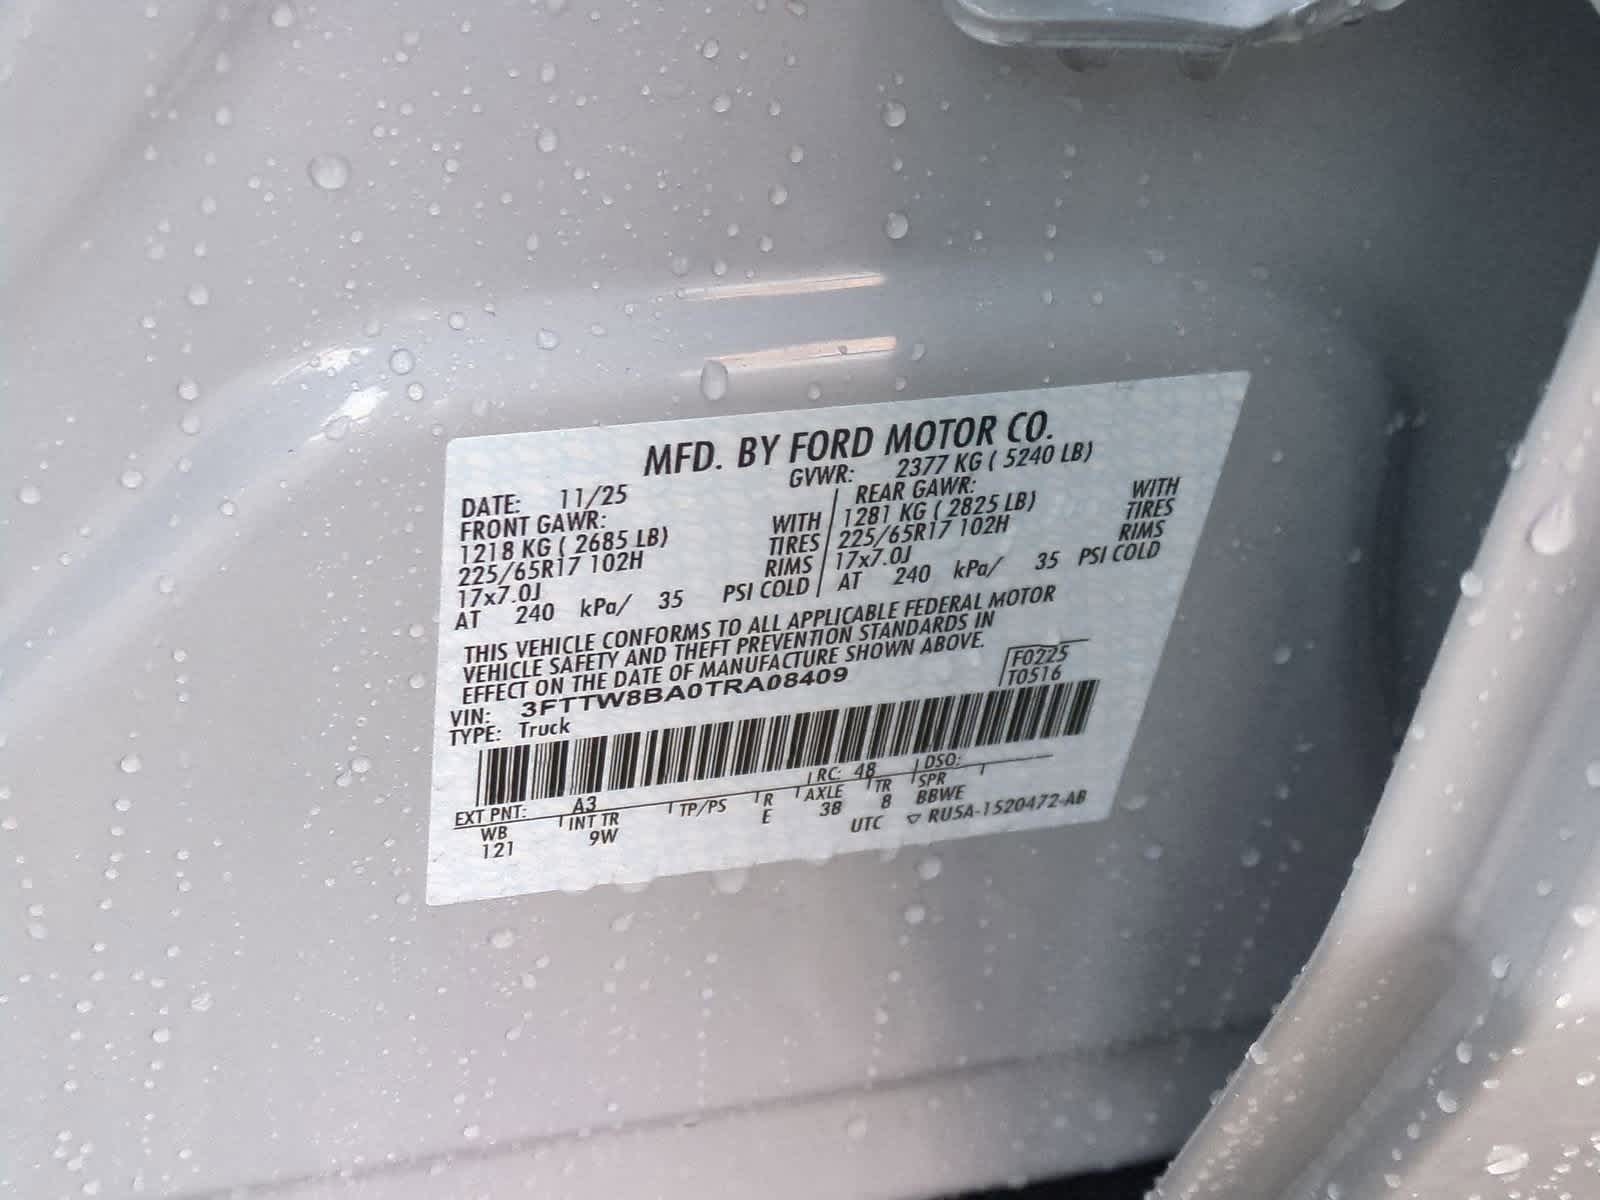 MFD. BY FORD MOTOR CO.
DATE: 11/25 GVWR: 2377 KG ( 5240 LB)
FRONT GAWR: REAR GAWR:
1218 KG ( 2685 LB) WITH 1281 KG ( 2825 LB) WITH
225/65R17 102H TIRES 225/65R17 102H TIRES
17x7.0J RIMS 17x7.0J RIMS
AT 240 kPa/ 35 PSI COLD AT 240 kPa/ 35 PSI COLD
THIS VEHICLE CONFORMS TO ALL APPLICABLE FEDERAL MOTOR
VEHICLE SAFETY AND THEFT PREVENTION STANDARDS IN
EFFECT ON THE DATE OF MANUFACTURE SHOWN ABOVE.
VIN: 3FTTW8BA0TRA08409 F0225
TYPE: Truck T0516
EXT PNT: A3 RC: 48 DSO:
WB INT TR TP/PS R AXLE TR SPR
121 9W E 38 8 BBWE
UTC ▽ RU5A-1520472-AB